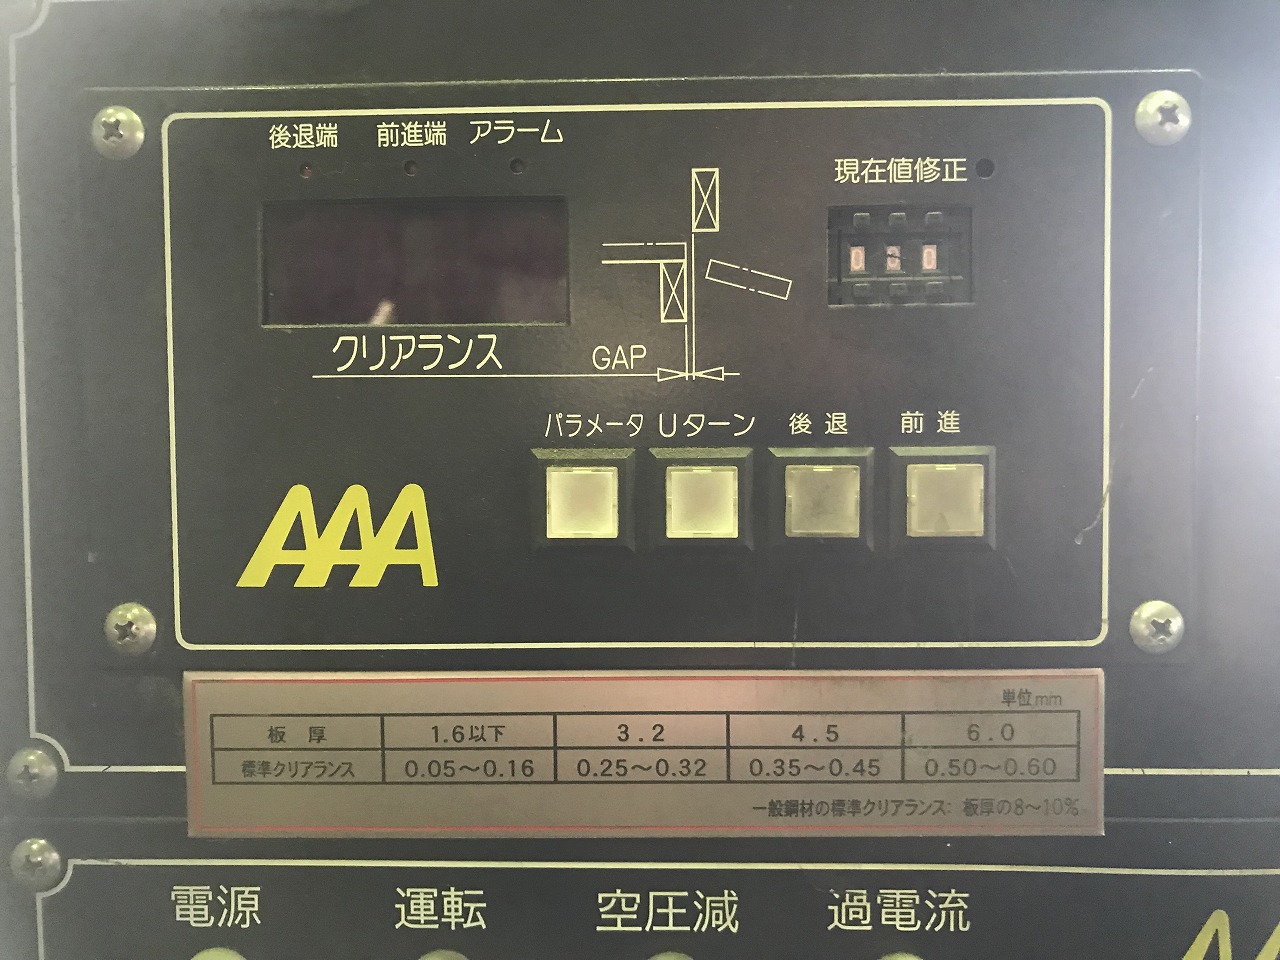 後退端 前進端 アラーム
現在値修正
0 0 0
クリアランス GAP
パラメータ Uターン 後退 前進
AAA
単位mm
板厚 1.6以下 3.2 4.5 6.0
標準クリアランス 0.05〜0.16 0.25〜0.32 0.35〜0.45 0.50〜0.60
一般鋼材の標準クリアランス: 板厚の8〜10%
電源 運転 空圧減 過電流